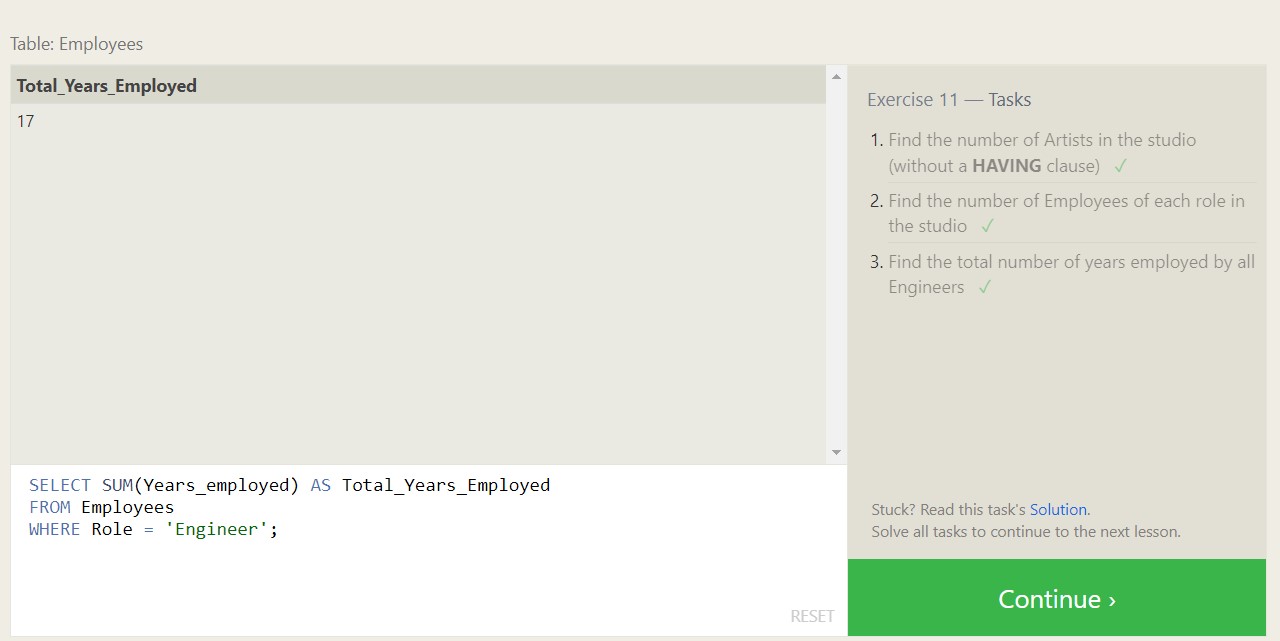 Table: Employees
Total_Years_Employed
17
SELECT SUM(Years_employed) AS Total_Years_Employed
FROM Employees
WHERE Role = 'Engineer';
RESET
Exercise 11 — Tasks
1. Find the number of Artists in the studio
(without a HAVING clause) ✓
2. Find the number of Employees of each role in
the studio ✓
3. Find the total number of years employed by all
Engineers ✓
Stuck? Read this task's Solution.
Solve all tasks to continue to the next lesson.
Continue ›